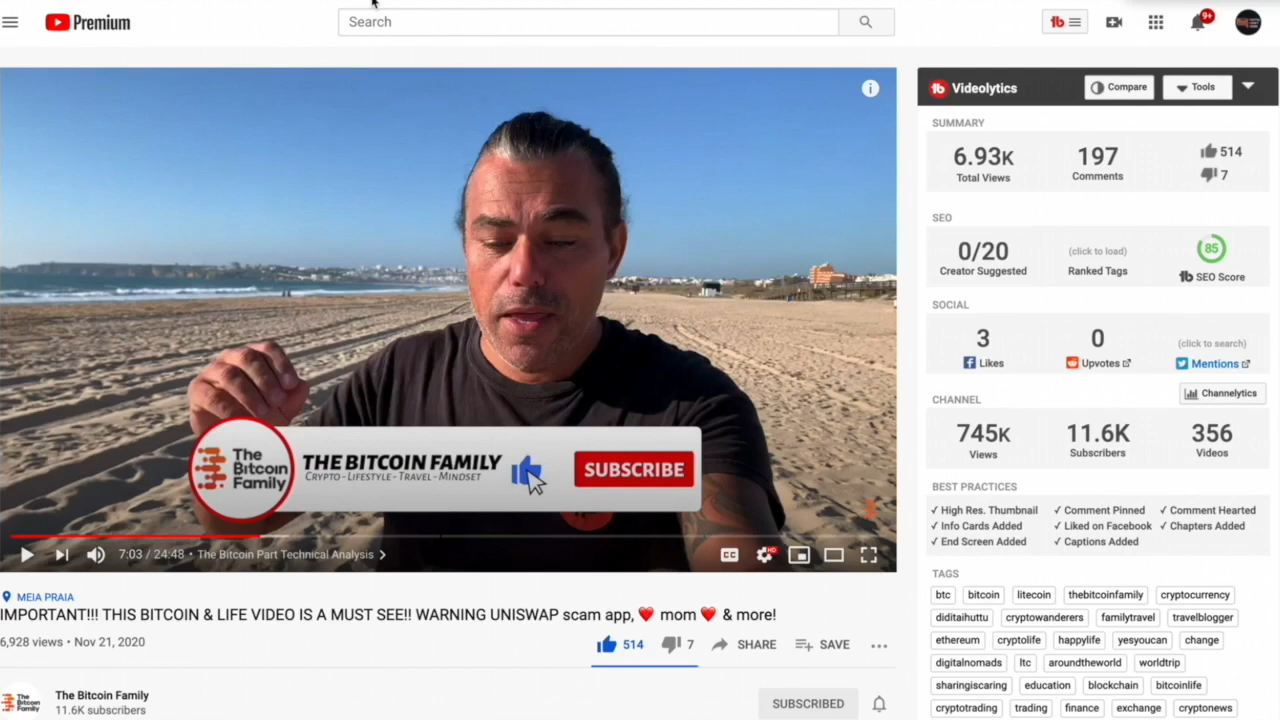 Premium
Search
9+
Videolytics
Compare
Tools
SUMMARY
6.93K
Total Views
197
Comments
514
7
SEO
0/20
Creator Suggested
(click to load)
Ranked Tags
85
SEO Score
SOCIAL
3
Likes
0
Upvotes
(click to search)
Mentions
Channelytics
CHANNEL
745K
Views
11.6K
Subscribers
356
Videos
BEST PRACTICES
✓ High Res. Thumbnail ✓ Comment Pinned ✓ Comment Hearted
✓ Info Cards Added ✓ Liked on Facebook ✓ Chapters Added
✓ End Screen Added ✓ Captions Added
TAGS
btc bitcoin litecoin thebitcoinfamily cryptocurrency
diditaihuttu cryptowanderers familytravel travelblogger
ethereum cryptolife happylife yesyoucan change
digitalnomads ltc aroundtheworld worldtrip
sharingiscaring education blockchain bitcoinlife
cryptotrading trading finance exchange cryptonews
The
Bitcoin
Family
THE BITCOIN FAMILY
CRYPTO - LIFESTYLE - TRAVEL - MINDSET
SUBSCRIBE
7:03 / 24:48 • The Bitcoin Part Technical Analysis
CC
HD
MEIA PRAIA
IMPORTANT!!! THIS BITCOIN & LIFE VIDEO IS A MUST SEE!! WARNING UNISWAP scam app, ❤️ mom ❤️ & more!
6,928 views • Nov 21, 2020
514 7 SHARE SAVE
The
Bitcoin
Family
The Bitcoin Family
11.6K subscribers
SUBSCRIBED